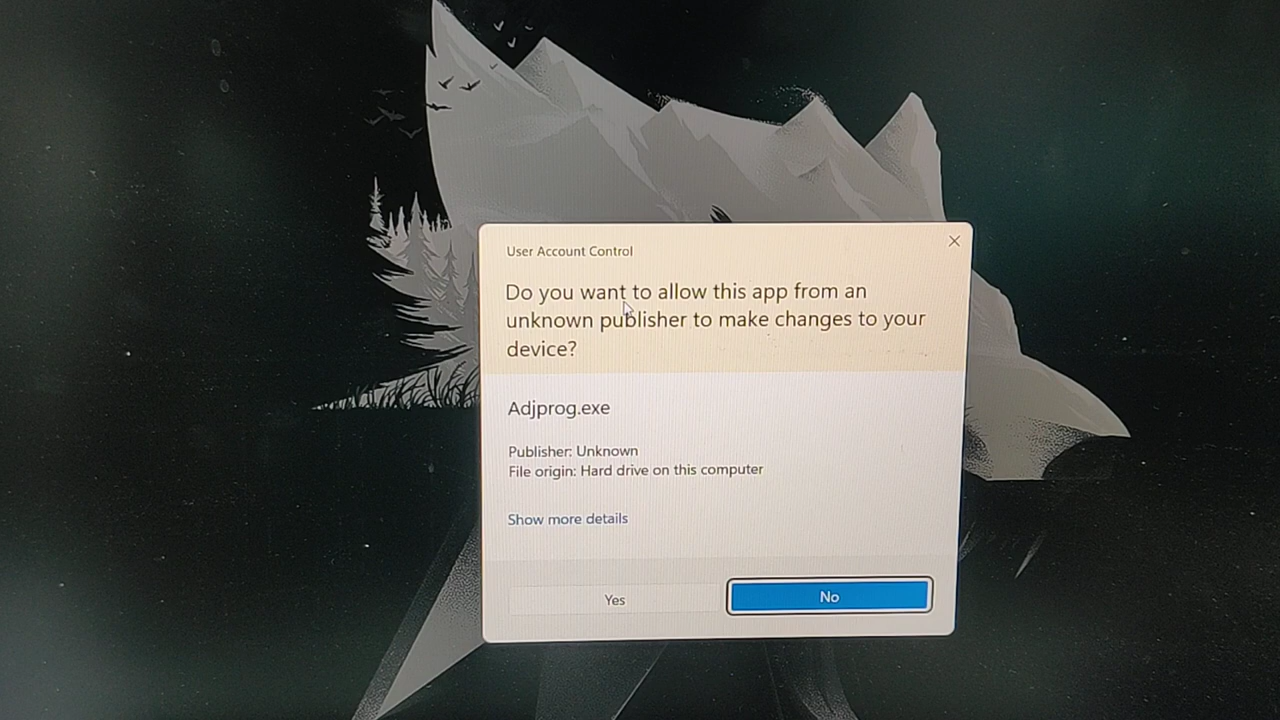 User Account Control
Do you want to allow this app from an
unknown publisher to make changes to your
device?
Adjprog.exe
Publisher: Unknown
File origin: Hard drive on this computer
Show more details
Yes
No